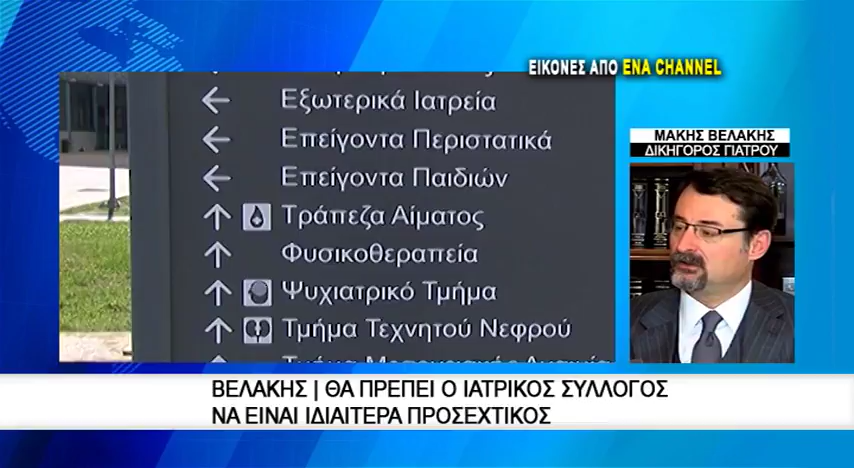 ΕΙΚΟΝΕΣ ΑΠΟ ENA CHANNEL
Εξωτερικά Ιατρεία
Επείγοντα Περιστατικά
Επείγοντα Παιδιών
Τράπεζα Αίματος
Φυσικοθεραπεία
Ψυχιατρικό Τμήμα
Τμήμα Τεχνητού Νεφρού
ΜΑΚΗΣ ΒΕΛΑΚΗΣ
ΔΙΚΗΓΟΡΟΣ ΓΙΑΤΡΟΥ
ΒΕΛΑΚΗΣ | ΘΑ ΠΡΕΠΕΙ Ο ΙΑΤΡΙΚΟΣ ΣΥΛΛΟΓΟΣ
ΝΑ ΕΙΝΑΙ ΙΔΙΑΙΤΕΡΑ ΠΡΟΣΕΧΤΙΚΟΣ